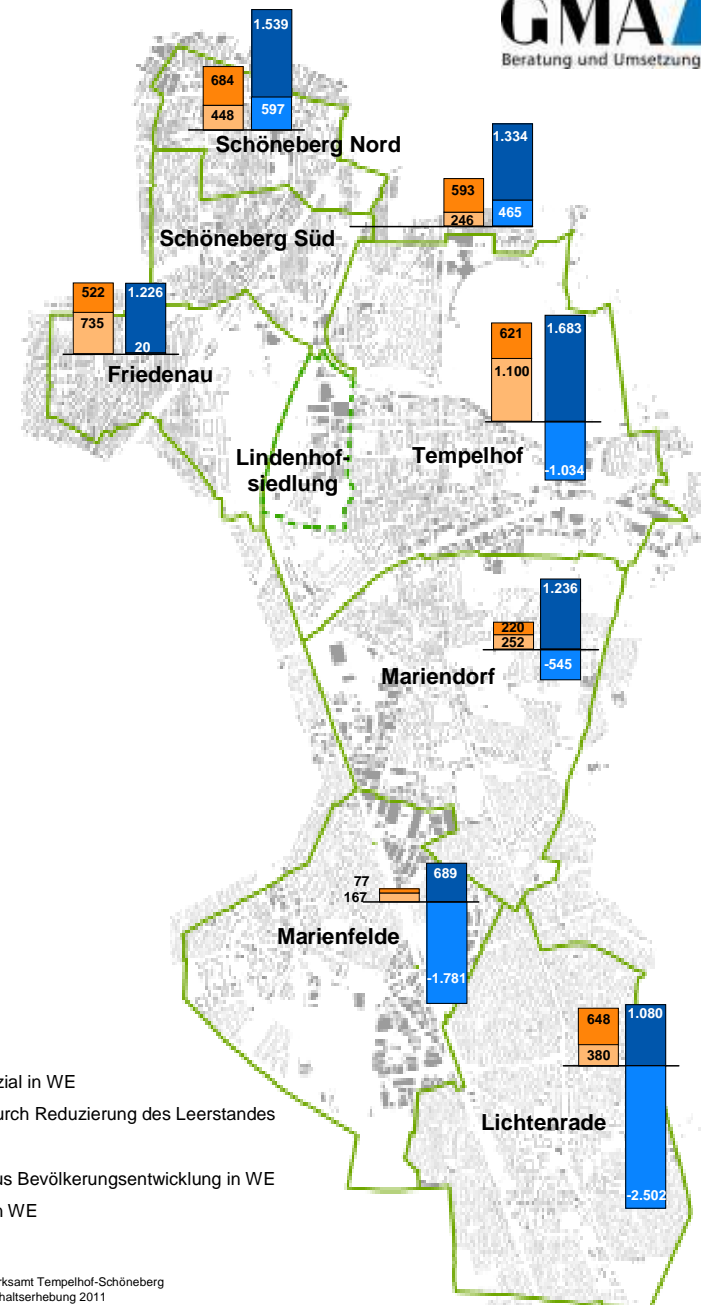 GMA
Beratung und Umsetzung
1.539
684
448
597
Schöneberg Nord
1.334
593
246
465
Schöneberg Süd
522
1.226
735
20
Friedenau
621
1.683
1.100
-1.034
Lindenhof-
siedlung
Tempelhof
1.236
220
252
-545
Mariendorf
77
167
689
-1.781
Marienfelde
648
1.080
380
-2.502
Lichtenrade
zial in WE
urch Reduzierung des Leerstandes
us Bevölkerungsentwicklung in WE
n WE
rksamt Tempelhof-Schöneberg
haltserhebung 2011